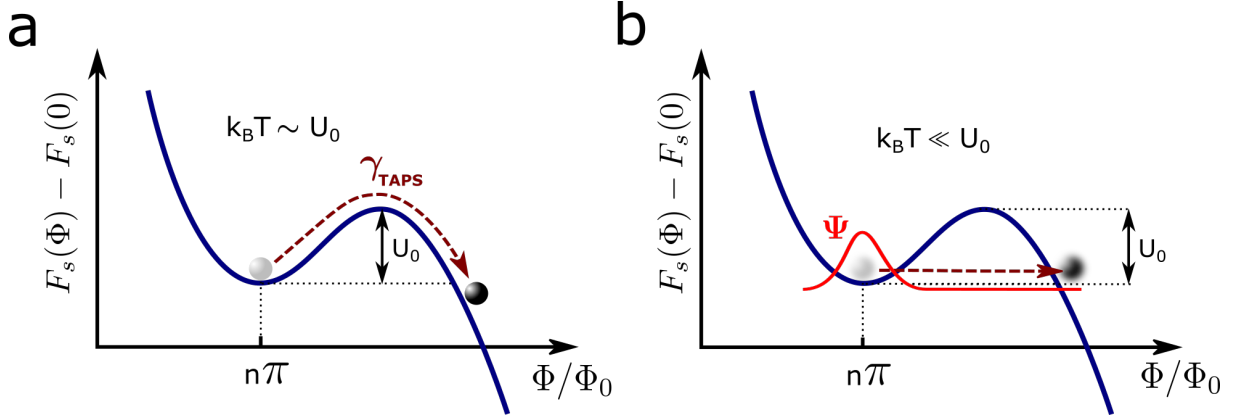 a
F_s(Φ) − F_s(0)
k_BT ~ U_0
γ_TAPS
U_0
nπ
Φ/Φ_0
b
F_s(Φ) − F_s(0)
k_BT ≪ U_0
Ψ
U_0
nπ
Φ/Φ_0